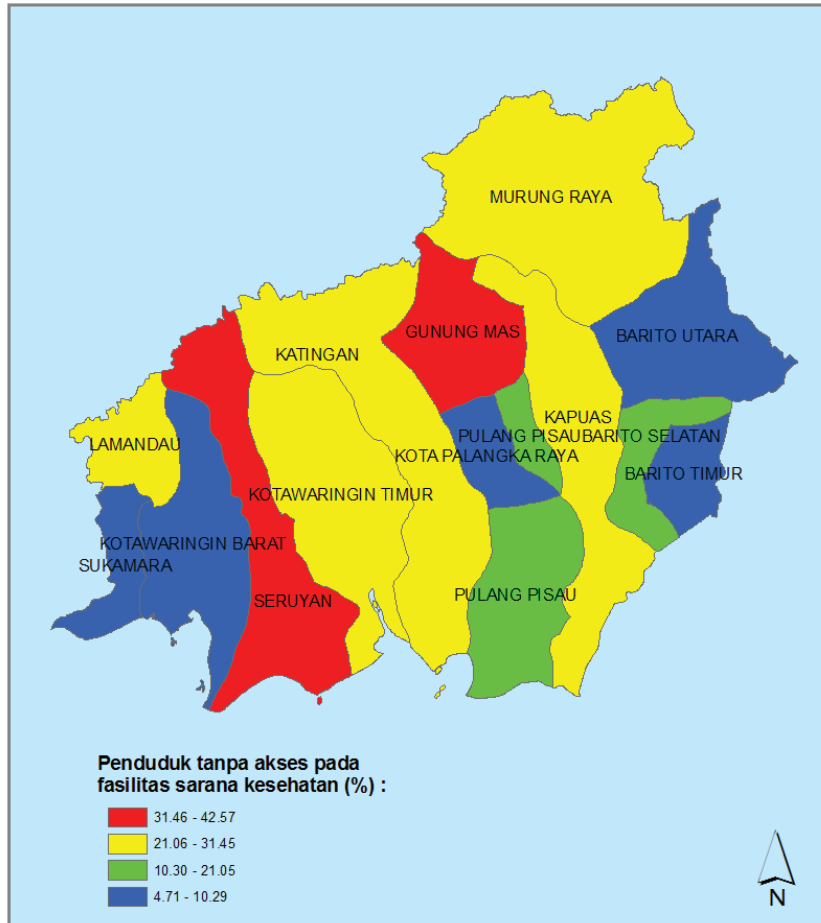 MURUNG RAYA
GUNUNG MAS
BARITO UTARA
KATINGAN
KAPUAS
LAMANDAU
PULANG PISAU
BARITO SELATAN
KOTA PALANGKA RAYA
BARITO TIMUR
KOTAWARINGIN TIMUR
KOTAWARINGIN BARAT
SUKAMARA
SERUYAN
PULANG PISAU
Penduduk tanpa akses pada
fasilitas sarana kesehatan (%) :
31.46 - 42.57
21.06 - 31.45
10.30 - 21.05
4.71 - 10.29
N